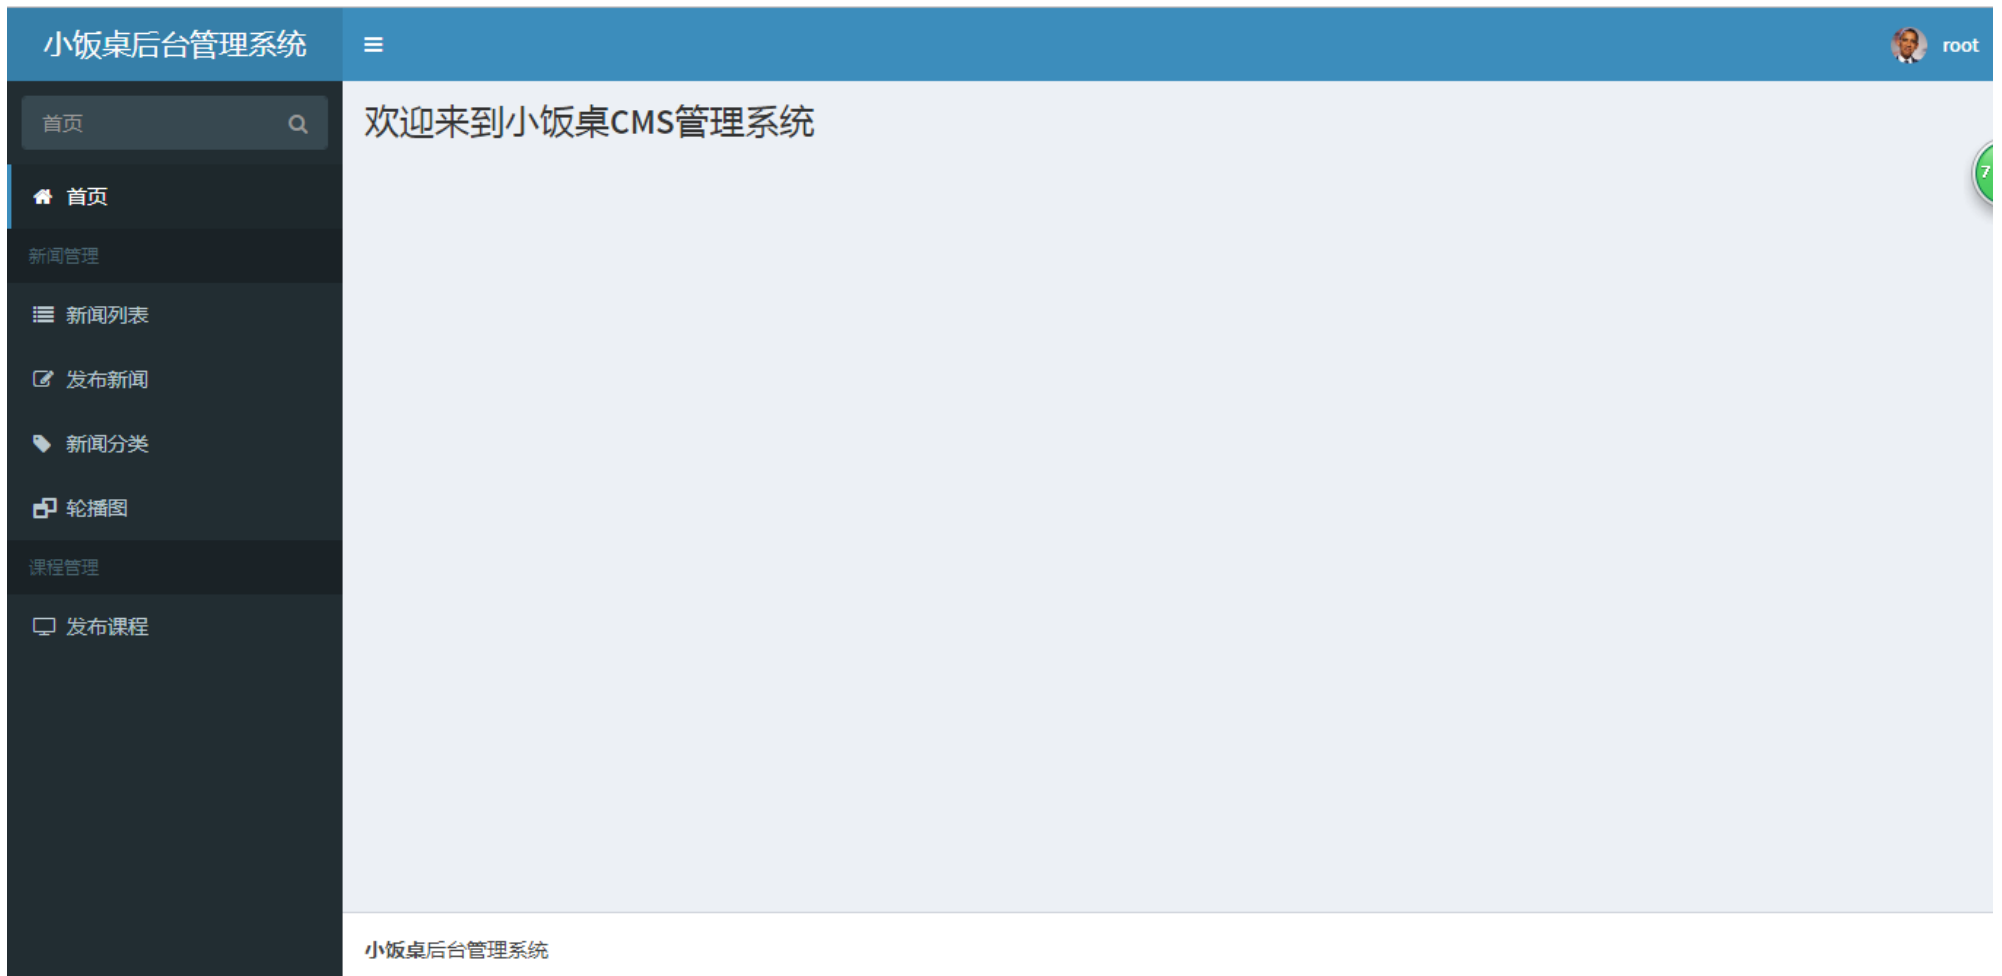 小饭桌后台管理系统
root
首页
欢迎来到小饭桌CMS管理系统
7
首页
新闻管理
新闻列表
发布新闻
新闻分类
轮播图
课程管理
发布课程
小饭桌后台管理系统